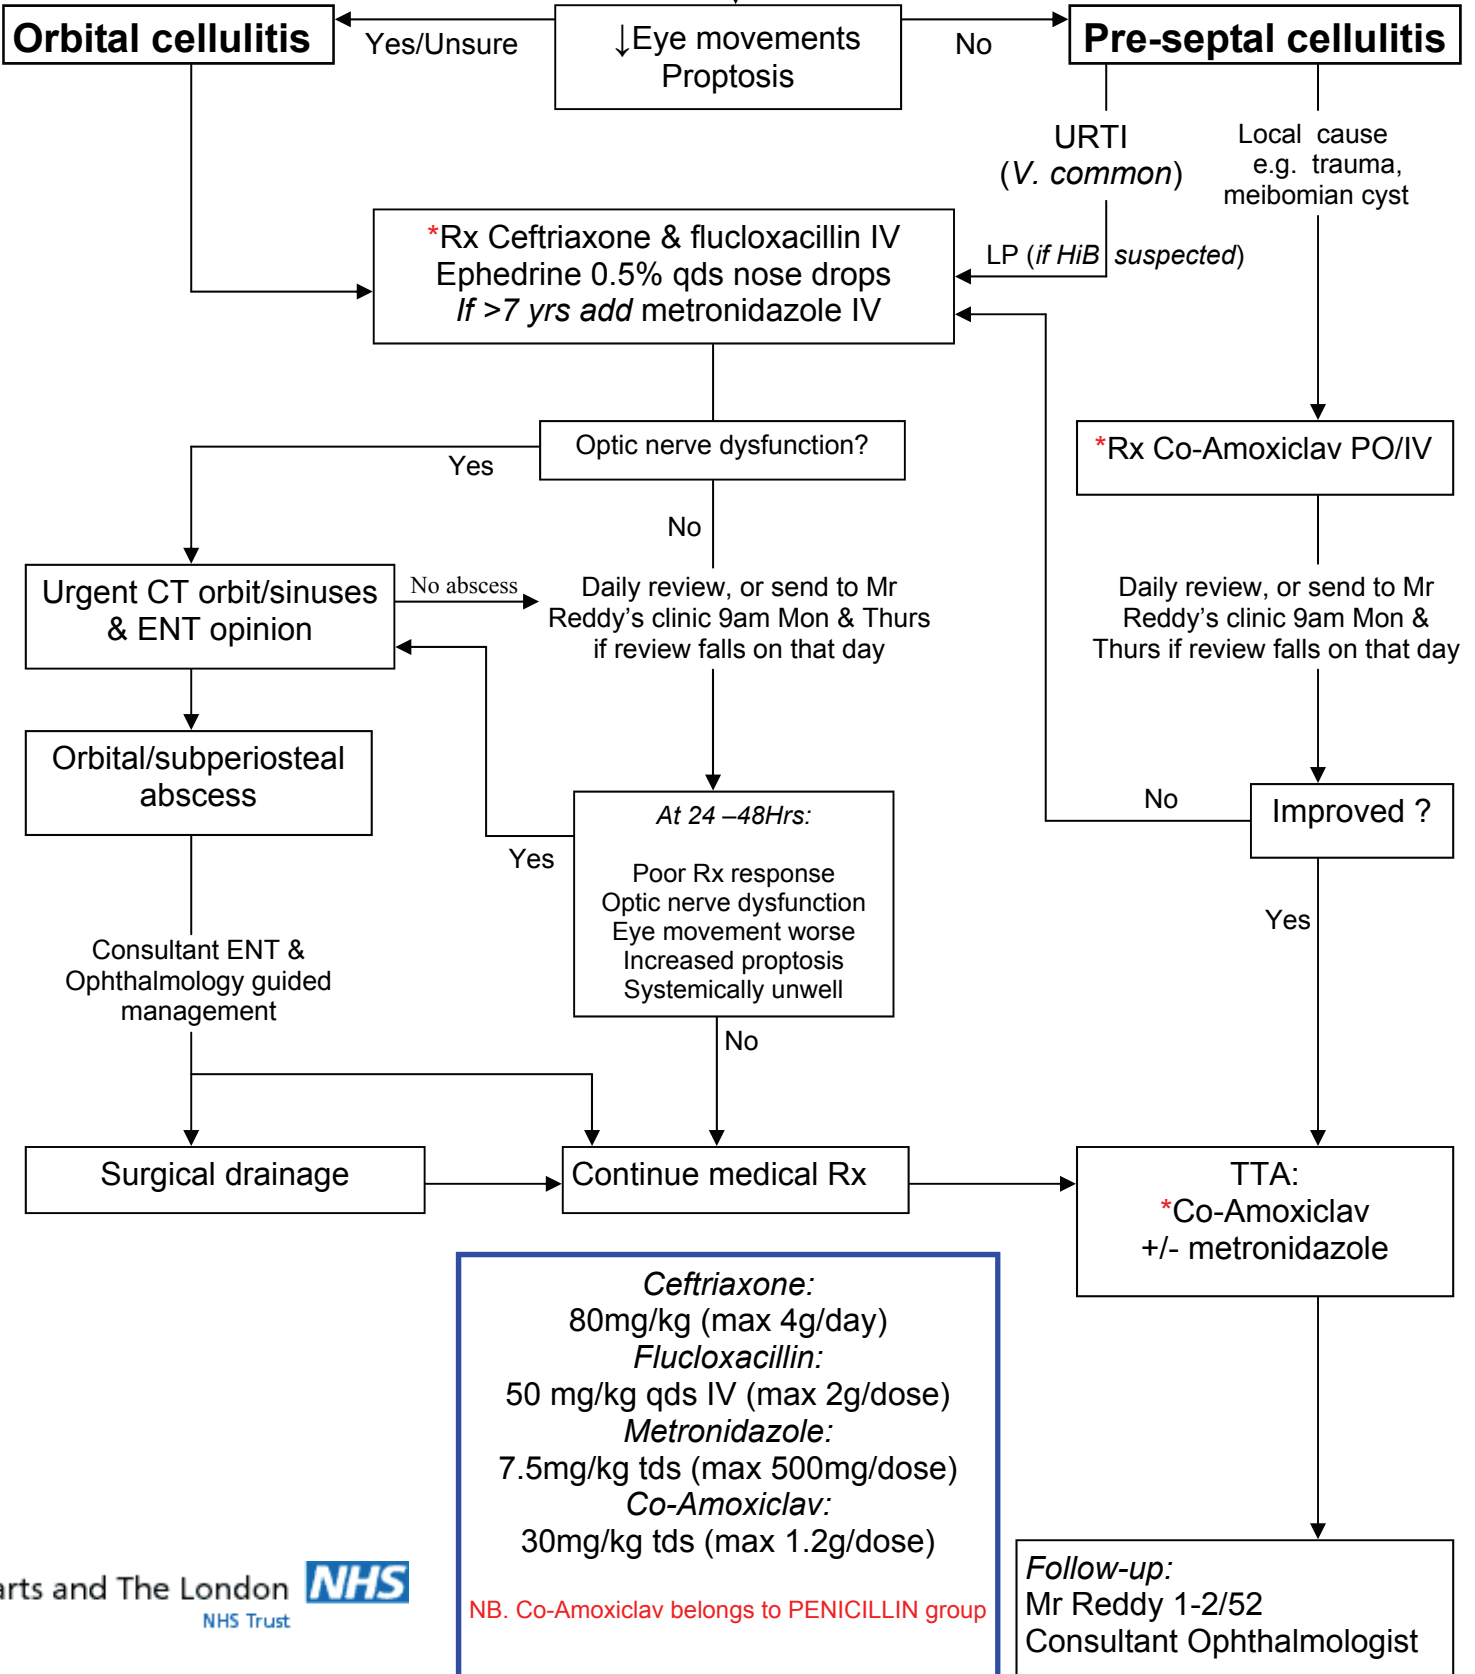 Orbital cellulitis
Yes/Unsure
↓Eye movements
Proptosis
No
Pre-septal cellulitis
URTI
(V. common)
Local cause
e.g. trauma,
meibomian cyst
*Rx Ceftriaxone & flucloxacillin IV
Ephedrine 0.5% qds nose drops
If >7 yrs add metronidazole IV
LP (if HiB suspected)
Optic nerve dysfunction?
Yes
No
*Rx Co-Amoxiclav PO/IV
Urgent CT orbit/sinuses
& ENT opinion
No abscess
Daily review, or send to Mr
Reddy's clinic 9am Mon & Thurs
if review falls on that day
Daily review, or send to Mr
Reddy's clinic 9am Mon &
Thurs if review falls on that day
Orbital/subperiosteal
abscess
Yes
At 24 –48Hrs:
Poor Rx response
Optic nerve dysfunction
Eye movement worse
Increased proptosis
Systemically unwell
No
Improved ?
Yes
Consultant ENT &
Ophthalmology guided
management
No
Surgical drainage
Continue medical Rx
TTA:
*Co-Amoxiclav
+/- metronidazole
Ceftriaxone:
80mg/kg (max 4g/day)
Flucloxacillin:
50 mg/kg qds IV (max 2g/dose)
Metronidazole:
7.5mg/kg tds (max 500mg/dose)
Co-Amoxiclav:
30mg/kg tds (max 1.2g/dose)
NB. Co-Amoxiclav belongs to PENICILLIN group
arts and The London NHS
NHS Trust
Follow-up:
Mr Reddy 1-2/52
Consultant Ophthalmologist